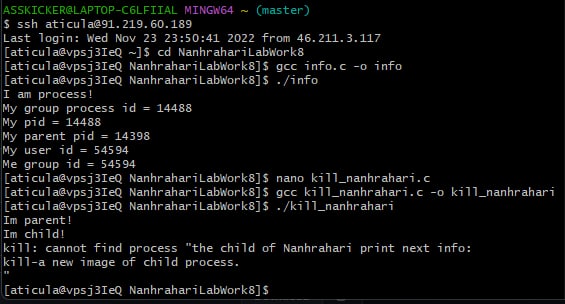 ASSKICKER@LAPTOP-C6LFIIAL MINGW64 ~ (master)
$ ssh aticula@91.219.60.189
Last login: Wed Nov 23 23:50:41 2022 from 46.211.3.117
[aticula@vpsj3IeQ ~]$ cd NanhrahariLabWork8
[aticula@vpsj3IeQ NanhrahariLabWork8]$ gcc info.c -o info
[aticula@vpsj3IeQ NanhrahariLabWork8]$ ./info
I am process!
My group process id = 14488
My pid = 14488
My parent pid = 14398
My user id = 54594
Me group id = 54594
[aticula@vpsj3IeQ NanhrahariLabWork8]$ nano kill_nanhrahari.c
[aticula@vpsj3IeQ NanhrahariLabWork8]$ gcc kill_nanhrahari.c -o kill_nanhrahari
[aticula@vpsj3IeQ NanhrahariLabWork8]$ ./kill_nanhrahari
Im parent!
Im child!
kill: cannot find process "the child of Nanhrahari print next info:
kill-a new image of child process.
"
[aticula@vpsj3IeQ NanhrahariLabWork8]$